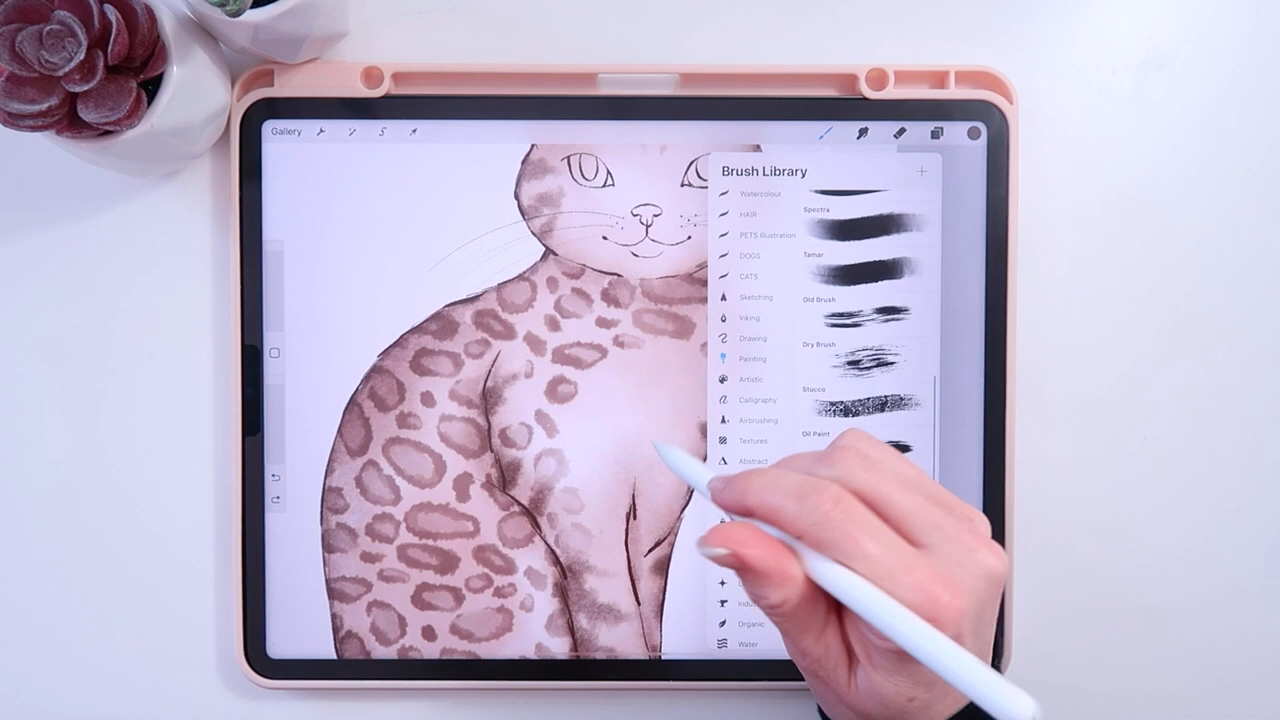 Gallery
Brush Library
Watercolour
HAIR
PETS Illustration
DOGS
CATS
Sketching
Inking
Drawing
Painting
Artistic
Calligraphy
Airbrushing
Textures
Abstract
Organic
Water
Spectra
Tamar
Old Brush
Dry Brush
Stucco
Oil Paint